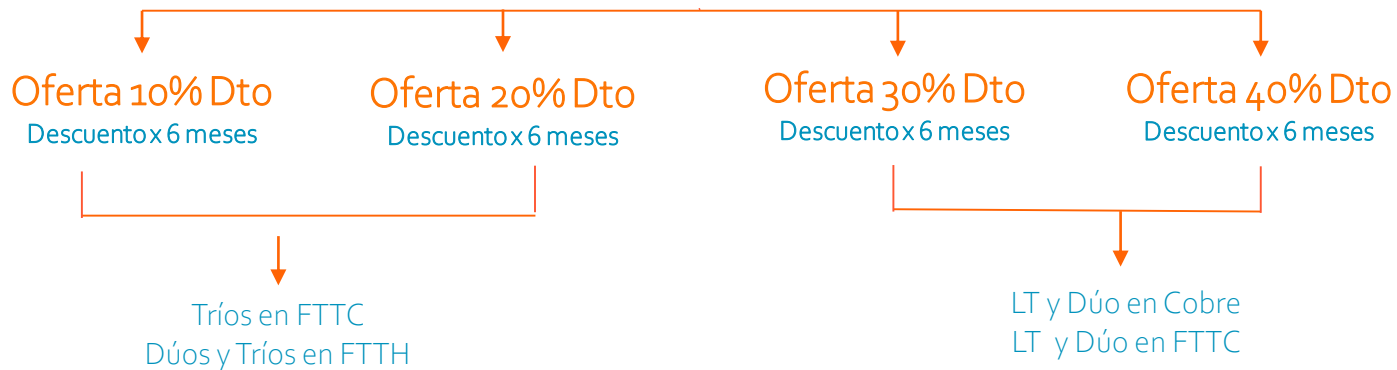 Oferta 10% Dto
Descuento x 6 meses
Oferta 20% Dto
Descuento x 6 meses
Oferta 30% Dto
Descuento x 6 meses
Oferta 40% Dto
Descuento x 6 meses
Tríos en FTTC
Dúos y Tríos en FTTH
LT y Dúo en Cobre
LT y Dúo en FTTC